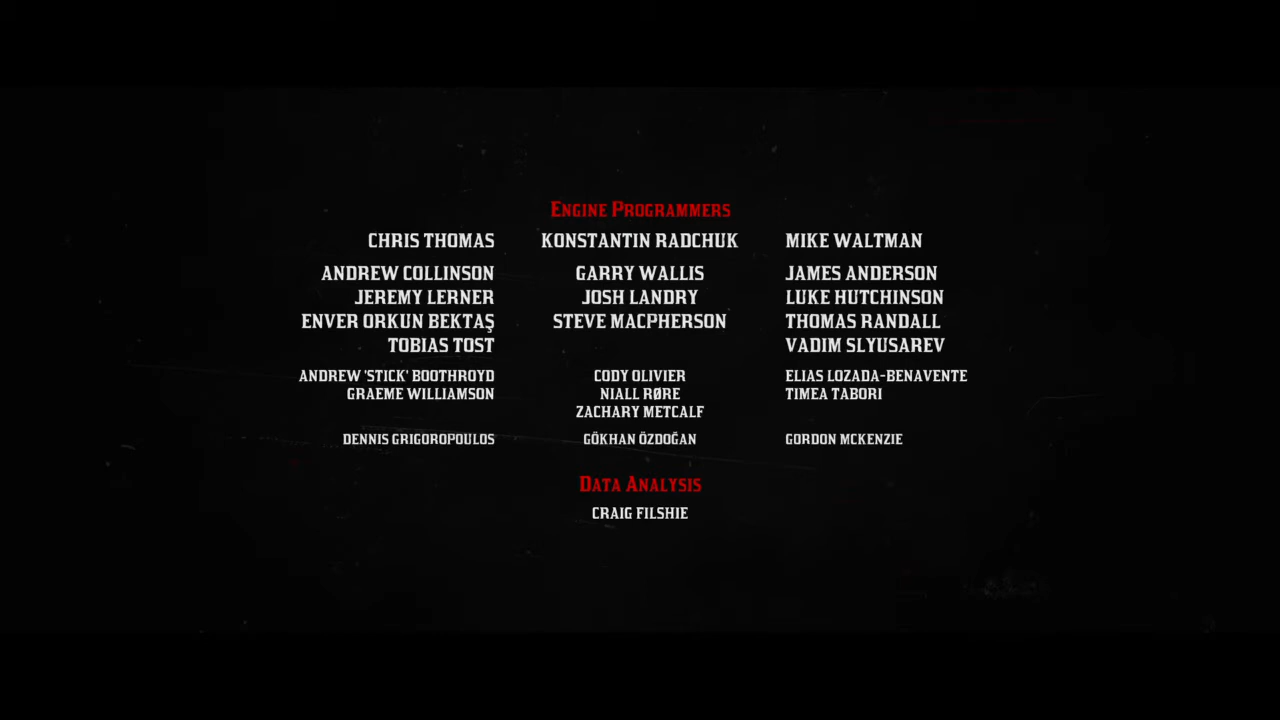 Engine Programmers
CHRIS THOMAS KONSTANTIN RADCHUK MIKE WALTMAN
ANDREW COLLINSON GARRY WALLIS JAMES ANDERSON
JEREMY LERNER JOSH LANDRY LUKE HUTCHINSON
ENVER ORKUN BEKTAŞ STEVE MACPHERSON THOMAS RANDALL
TOBIAS TOST VADIM SLYUSAREV
ANDREW 'STICK' BOOTHROYD CODY OLIVIER ELIAS LOZADA-BENAVENTE
GRAEME WILLIAMSON NIALL RØRE TIMEA TABORI
ZACHARY METCALF
DENNIS GRIGOROPOULOS GÖKHAN ÖZDOĞAN GORDON MCKENZIE
Data Analysis
CRAIG FILSHIE